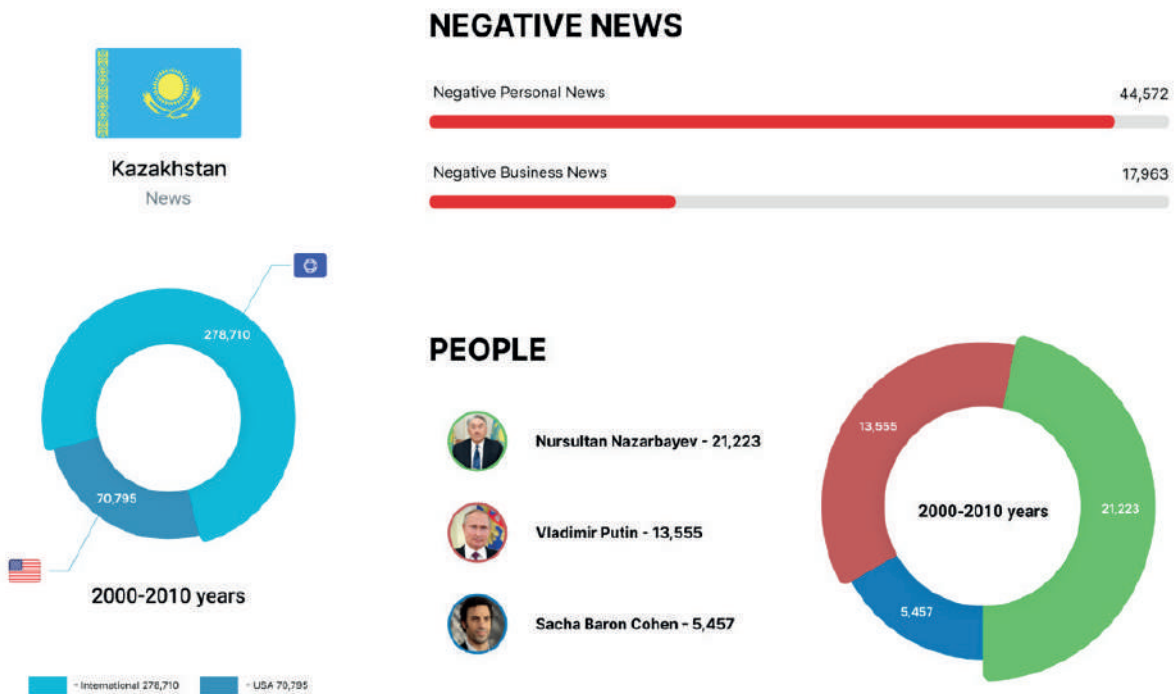 NEGATIVE NEWS
Negative Personal News 44,572
Negative Business News 17,963
Kazakhstan
News
278,710
70,795
2000-2010 years
- International 278,710 - USA 70,795
PEOPLE
Nursultan Nazarbayev - 21,223
Vladimir Putin - 13,555
Sacha Baron Cohen - 5,457
13,555
2000-2010 years
21,223
5,457